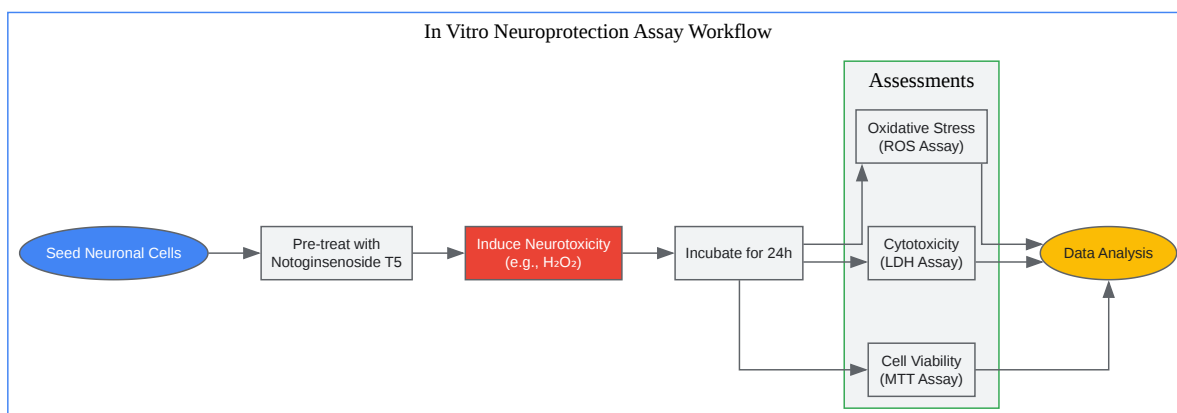 In Vitro Neuroprotection Assay Workflow
Seed Neuronal Cells
Pre-treat with
Notoginsenoside T5
Induce Neurotoxicity
(e.g., H₂O₂)
Incubate for 24h
Assessments
Oxidative Stress
(ROS Assay)
Cytotoxicity
(LDH Assay)
Cell Viability
(MTT Assay)
Data Analysis